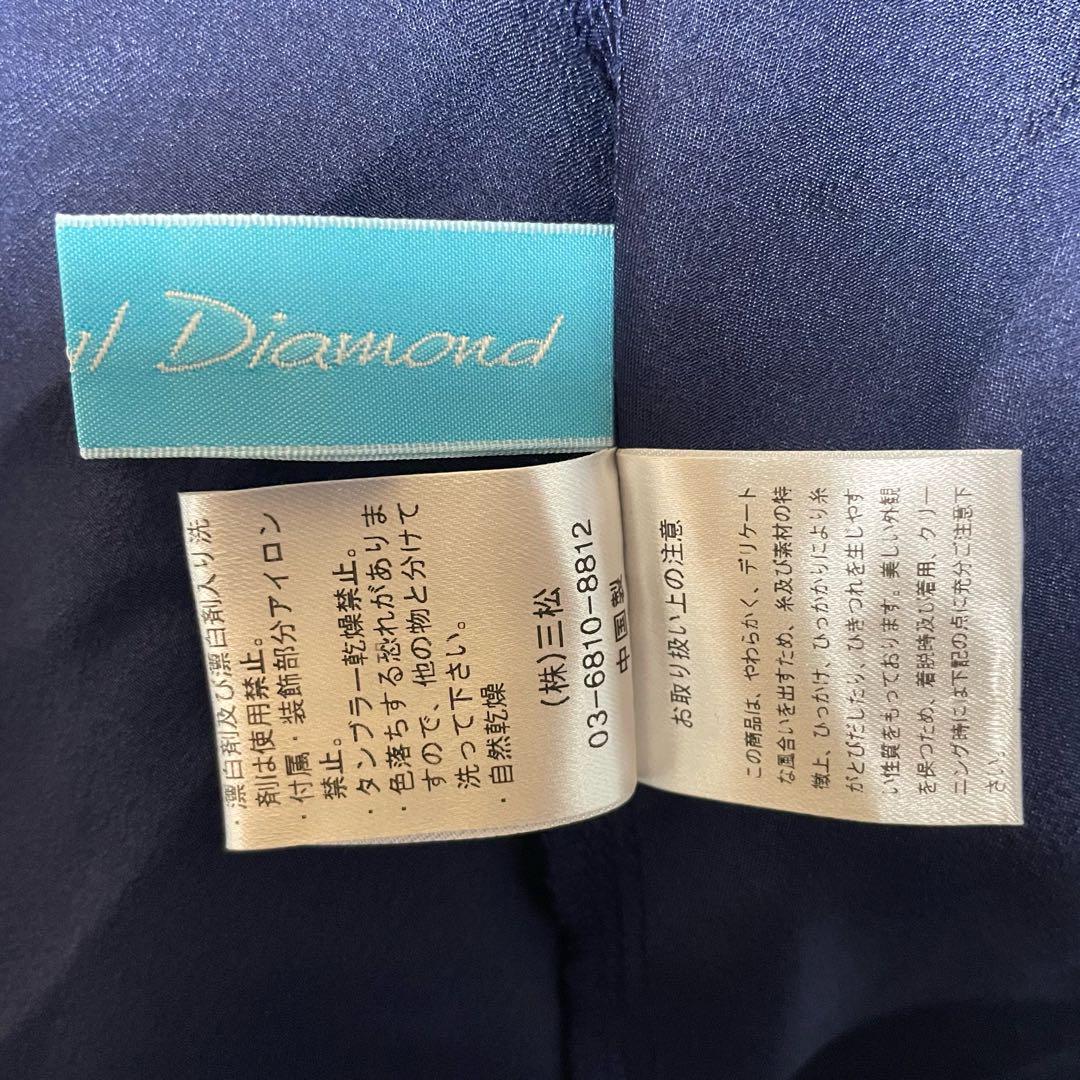 Diamond
・漂白剤及び漂白剤入り洗
剤は使用禁止。
・付属・装飾部分アイロン
禁止。
・タンブラー乾燥禁止。
・色落ちする恐れがありま
すので、他の物と分けて
洗って下さい。
・自然乾燥
(株)三松
03-6810-8812
中国製
お取り扱い上の注意
この商品は、やわらかく、デリケート
な風合いを出すため、糸及び素材の特
徴上、ひっかけ、ひっかかりにより糸
がとびだしたり、ひきつれを生しやす
い性質をもっております。美しい外観
を保つため、着脱時及び着用、クリー
ニング時には下記の点に充分ご注意下
さい。